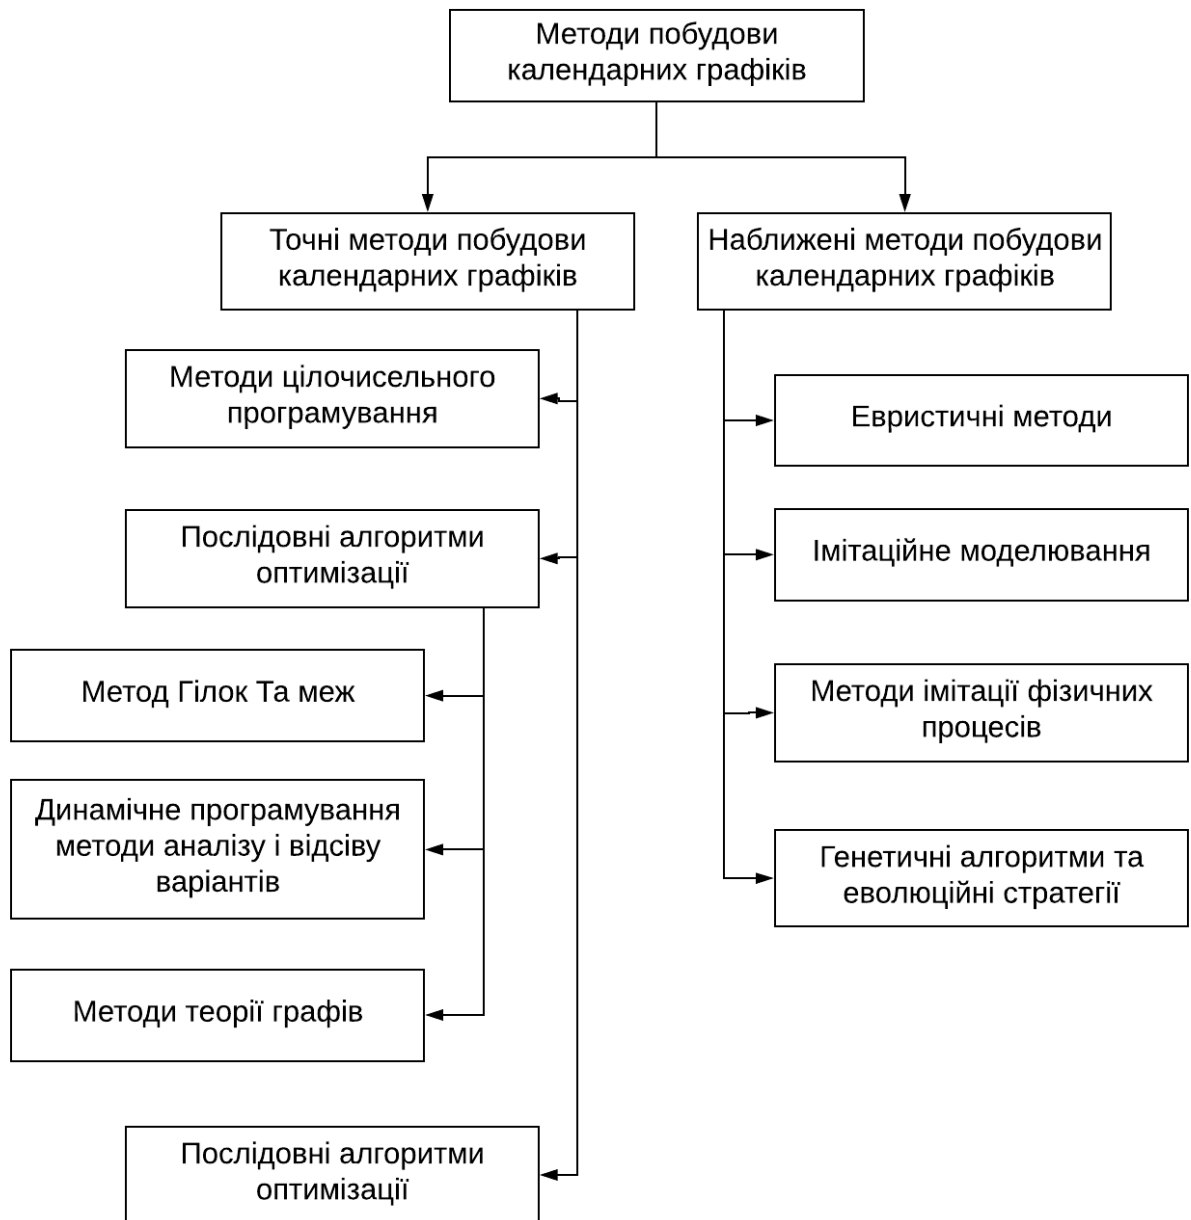 Методи побудови
календарних графіків
Точні методи побудови
календарних графіків
Наближені методи побудови
календарних графіків
Методи цілочисельного
програмування
Послідовні алгоритми
оптимізації
Метод Гілок Та меж
Динамічне програмування
методи аналізу і відсіву
варіантів
Методи теорії графів
Послідовні алгоритми
оптимізації
Евристичні методи
Імітаційне моделювання
Методи імітації фізичних
процесів
Генетичні алгоритми та
еволюційні стратегії